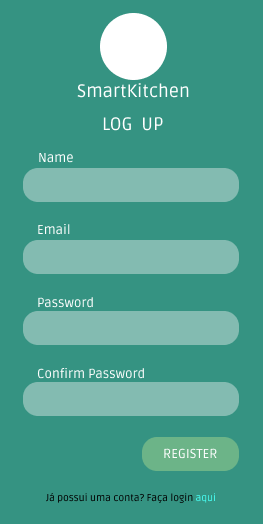 SmartKitchen
LOG UP
Name
Email
Password
Confirm Password
REGISTER
Já possui uma conta? Faça login aqui